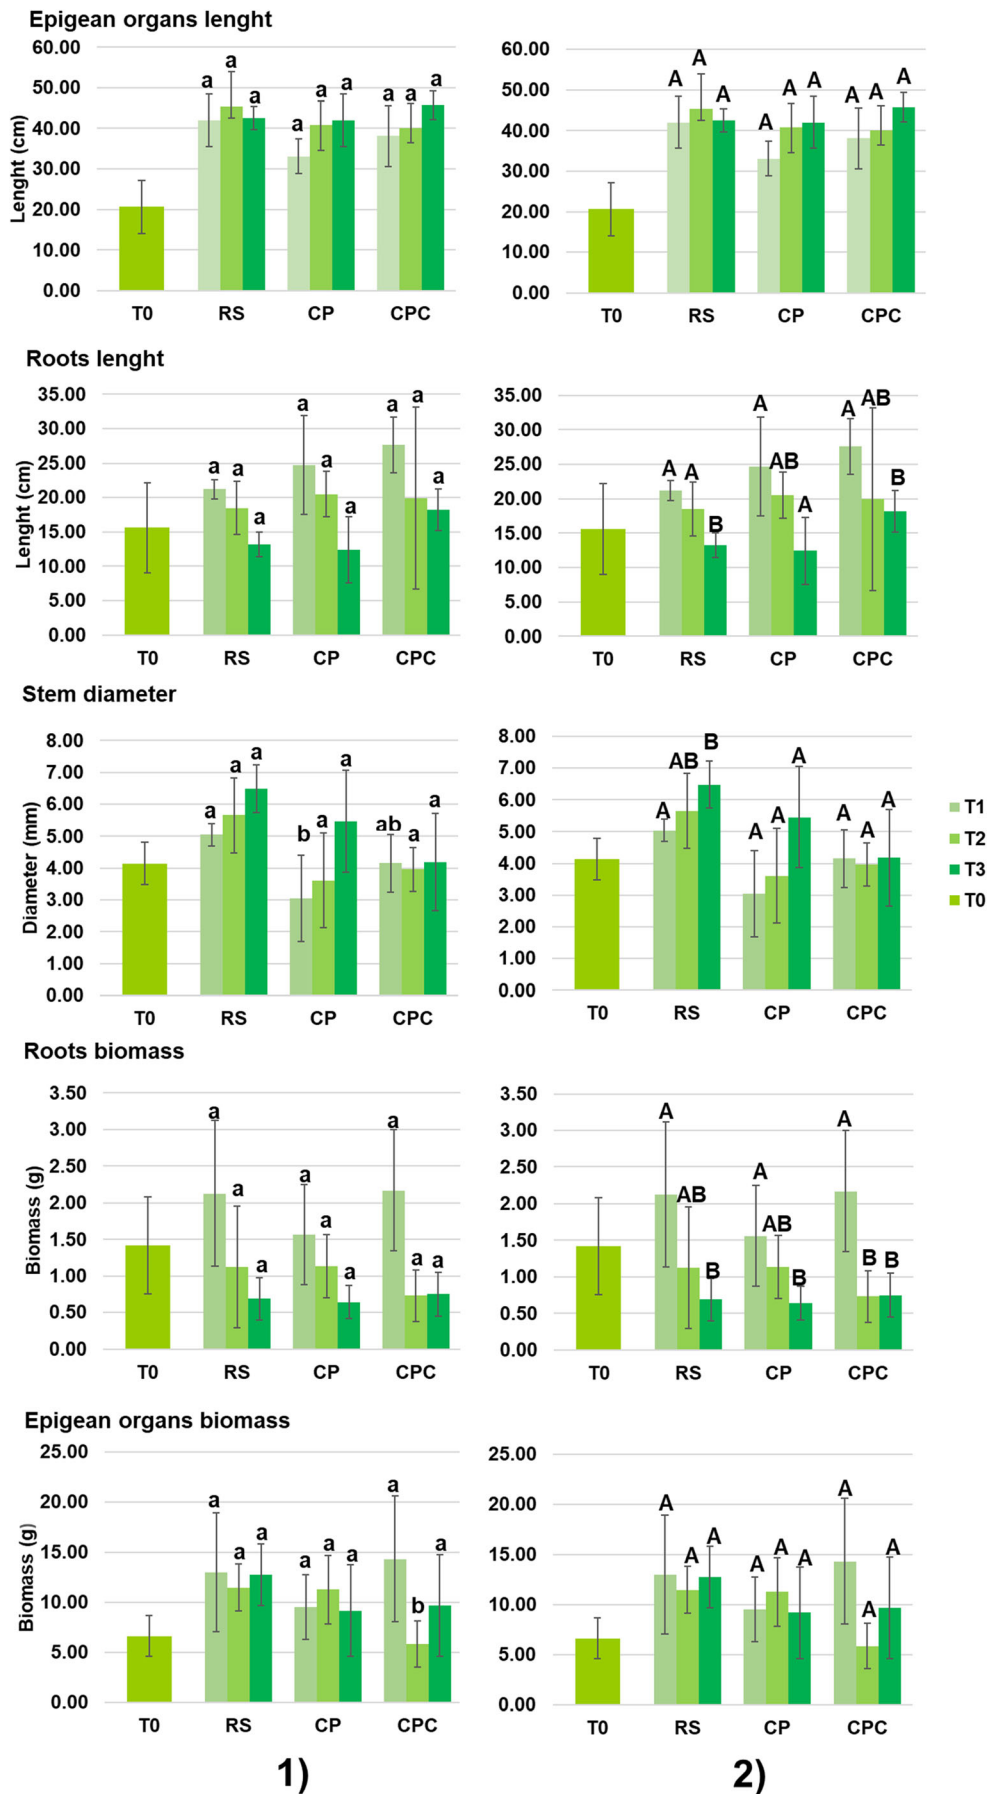 Epigean organs lenght
60.00
50.00
40.00
30.00
20.00
10.00
0.00
Lenght (cm)
a a a a a a a a a
T0 RS CP CPC
60.00
50.00
40.00
30.00
20.00
10.00
0.00
A A A A A A A A A
T0 RS CP CPC
Roots lenght
35.00
30.00
25.00
20.00
15.00
10.00
5.00
0.00
Lenght (cm)
a a a a a a a a a
T0 RS CP CPC
35.00
30.00
25.00
20.00
15.00
10.00
5.00
0.00
A A B A AB A A AB B
T0 RS CP CPC
Stem diameter
8.00
7.00
6.00
5.00
4.00
3.00
2.00
1.00
0.00
Diameter (mm)
a a a b a a ab a a
T0 RS CP CPC
8.00
7.00
6.00
5.00
4.00
3.00
2.00
1.00
0.00
A AB B A A A A A A
T0 RS CP CPC
T1
T2
T3
T0
Roots biomass
3.50
3.00
2.50
2.00
1.50
1.00
0.50
0.00
Biomass (g)
a a a a a a a a a
T0 RS CP CPC
3.50
3.00
2.50
2.00
1.50
1.00
0.50
0.00
A AB B A AB B A B B
T0 RS CP CPC
Epigean organs biomass
25.00
20.00
15.00
10.00
5.00
0.00
Biomass (g)
a a a a a a a b a
T0 RS CP CPC
25.00
20.00
15.00
10.00
5.00
0.00
A A A A A A A A A
T0 RS CP CPC
1) 2)